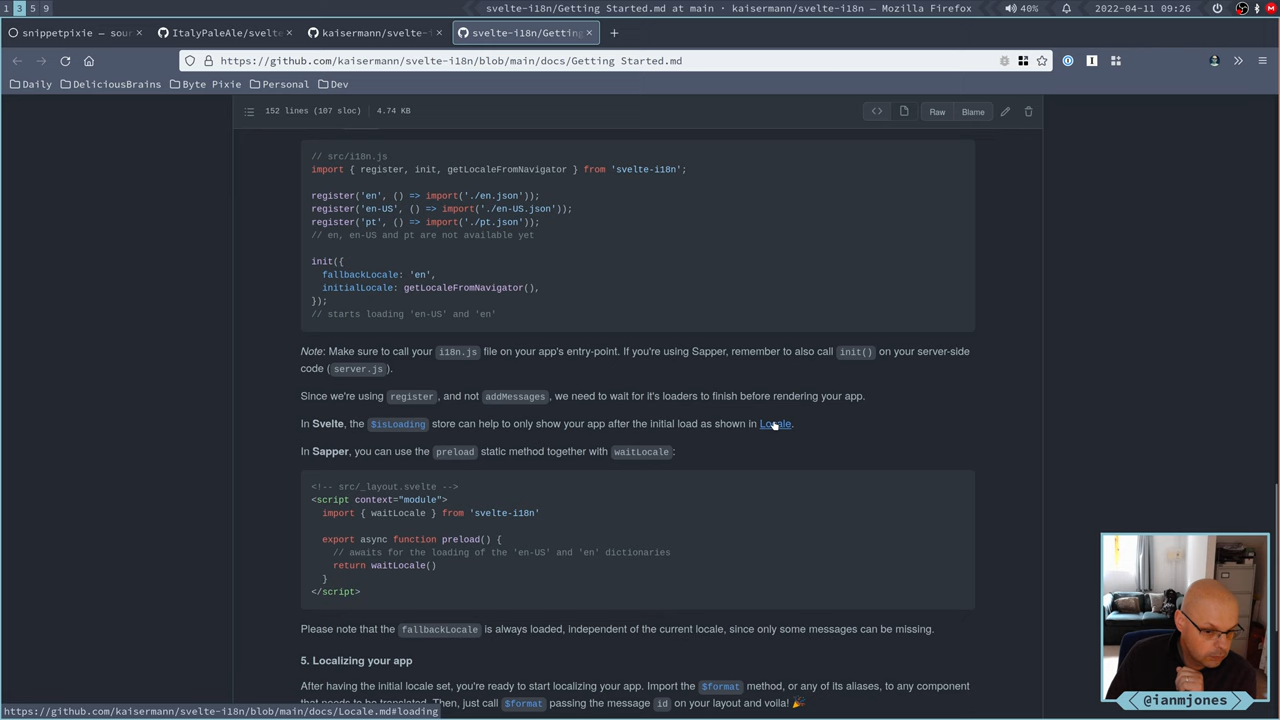 1 3 5 9
svelte-i18n/Getting Started.md at main · kaisermann/svelte-i18n — Mozilla Firefox
40%
2022-04-11 09:26
snippetpixie — sour
ItalyPaleAle/svelte
kaisermann/svelte-i
svelte-i18n/Getting
https://github.com/kaisermann/svelte-i18n/blob/main/docs/Getting Started.md
Daily
DeliciousBrains
Byte Pixie
Personal
Dev
152 lines (107 sloc) | 4.74 KB
Raw
Blame
// src/i18n.js
import { register, init, getLocaleFromNavigator } from 'svelte-i18n';
register('en', () => import('./en.json'));
register('en-US', () => import('./en-US.json'));
register('pt', () => import('./pt.json'));
// en, en-US and pt are not available yet
init({
fallbackLocale: 'en',
initialLocale: getLocaleFromNavigator(),
});
// starts loading 'en-US' and 'en'
Note: Make sure to call your i18n.js file on your app's entry-point. If you're using Sapper, remember to also call init() on your server-side
code (server.js).
Since we're using register, and not addMessages, we need to wait for it's loaders to finish before rendering your app.
In Svelte, the $isLoading store can help to only show your app after the initial load as shown in Locale.
In Sapper, you can use the preload static method together with waitLocale:
<!-- src/_layout.svelte -->
<script context="module">
import { waitLocale } from 'svelte-i18n'
export async function preload() {
// awaits for the loading of the 'en-US' and 'en' dictionaries
return waitLocale()
}
</script>
Please note that the fallbackLocale is always loaded, independent of the current locale, since only some messages can be missing.
5. Localizing your app
After having the initial locale set, you're ready to start localizing your app. Import the $format method, or any of its aliases, to any component
that needs to be translated. Then, just call $format passing the message id on your layout and voila! 🎉
https://github.com/kaisermann/svelte-i18n/blob/main/docs/Locale.md#loading
@ianmjones